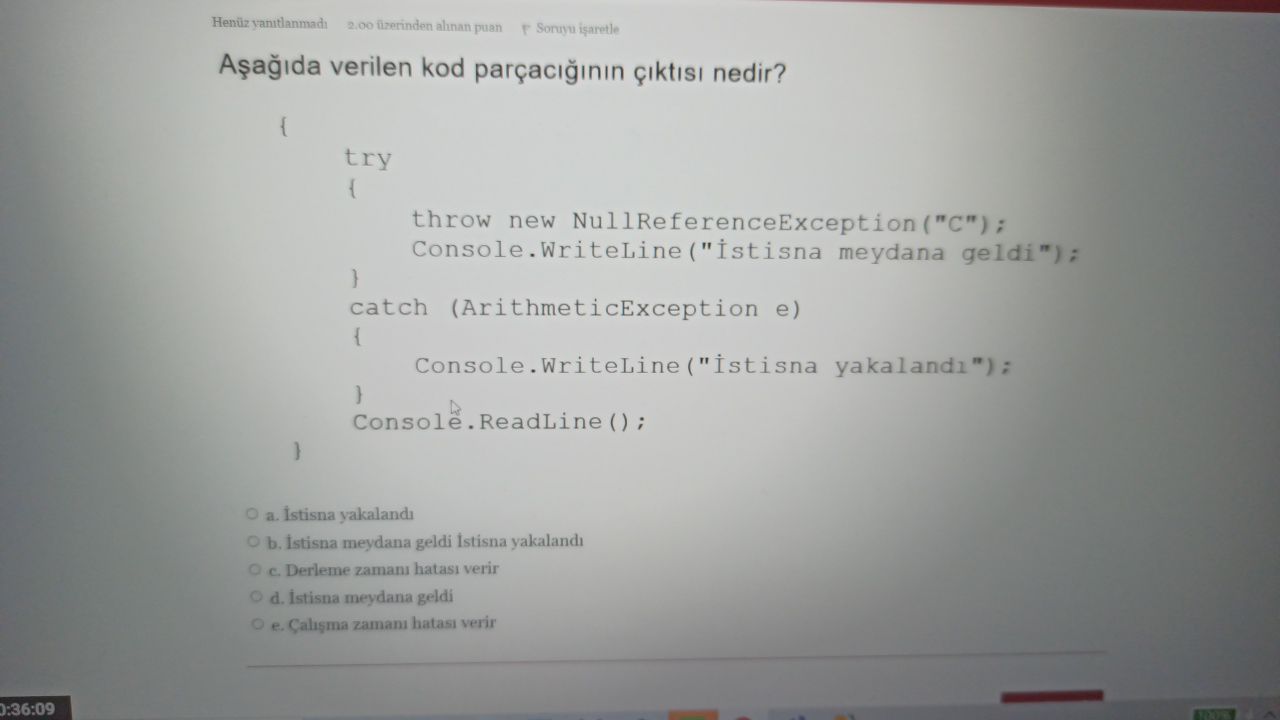 Henüz yanıtlanmadı 2.00 üzerinden alınan puan Soruyu işaretle
Aşağıda verilen kod parçacığının çıktısı nedir?
{
try
{
throw new NullReferenceException("C");
Console.WriteLine("İstisna meydana geldi");
}
catch (ArithmeticException e)
{
Console.WriteLine("İstisna yakalandı");
}
Console.ReadLine();
}
a. İstisna yakalandı
b. İstisna meydana geldi İstisna yakalandı
c. Derleme zamanı hatası verir
d. İstisna meydana geldi
e. Çalışma zamanı hatası verir
0:36:09
100%